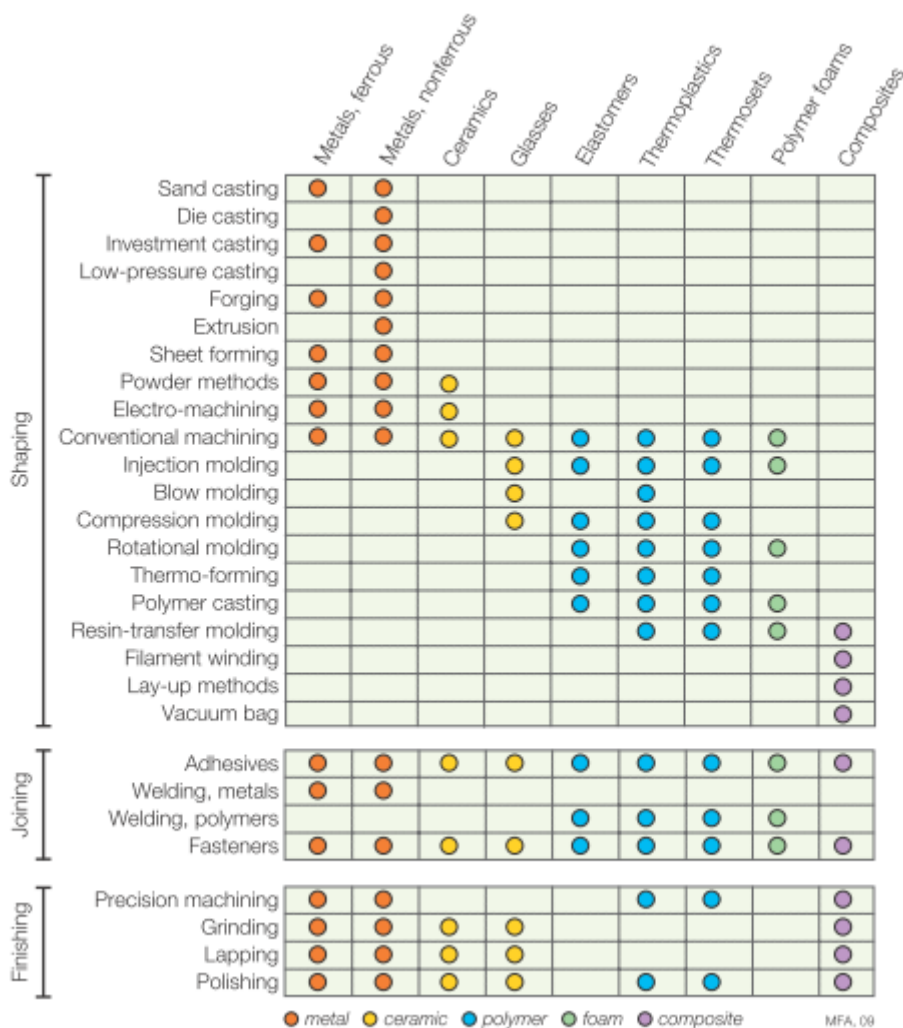 Metals, ferrous
Metals, nonferrous
Ceramics
Glasses
Elastomers
Thermoplastics
Thermosets
Polymer foams
Composites
Shaping
Sand casting
Die casting
Investment casting
Low-pressure casting
Forging
Extrusion
Sheet forming
Powder methods
Electro-machining
Conventional machining
Injection molding
Blow molding
Compression molding
Rotational molding
Thermo-forming
Polymer casting
Resin-transfer molding
Filament winding
Lay-up methods
Vacuum bag
Joining
Adhesives
Welding, metals
Welding, polymers
Fasteners
Finishing
Precision machining
Grinding
Lapping
Polishing
metal ceramic polymer foam composite
MFA, 09